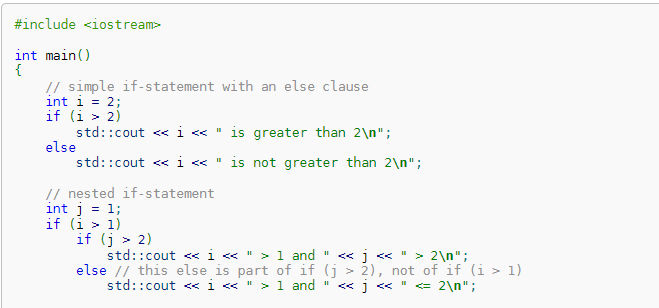 #include <iostream>

int main()
{
    // simple if-statement with an else clause
    int i = 2;
    if (i > 2)
        std::cout << i << " is greater than 2\n";
    else
        std::cout << i << " is not greater than 2\n";

    // nested if-statement
    int j = 1;
    if (i > 1)
        if (j > 2)
            std::cout << i << " > 1 and " << j << " > 2\n";
        else // this else is part of if (j > 2), not of if (i > 1)
            std::cout << i << " > 1 and " << j << " <= 2\n";